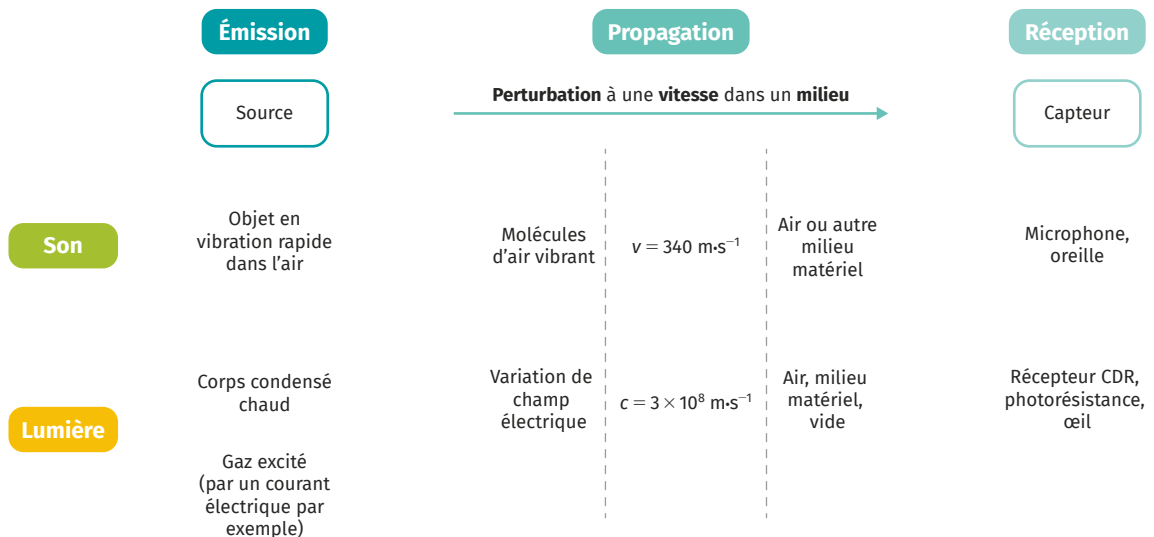 Émission
Propagation
Réception
Source
Perturbation à une vitesse dans un milieu
Capteur
Son
Objet en
vibration rapide
dans l'air
Molécules
d'air vibrant
v = 340 m·s⁻¹
Air ou autre
milieu
matériel
Microphone,
oreille
Lumière
Corps condensé
chaud
Gaz excité
(par un courant
électrique par
exemple)
Variation de
champ
électrique
c = 3 × 10⁸ m·s⁻¹
Air, milieu
matériel,
vide
Récepteur CDR,
photorésistance,
œil